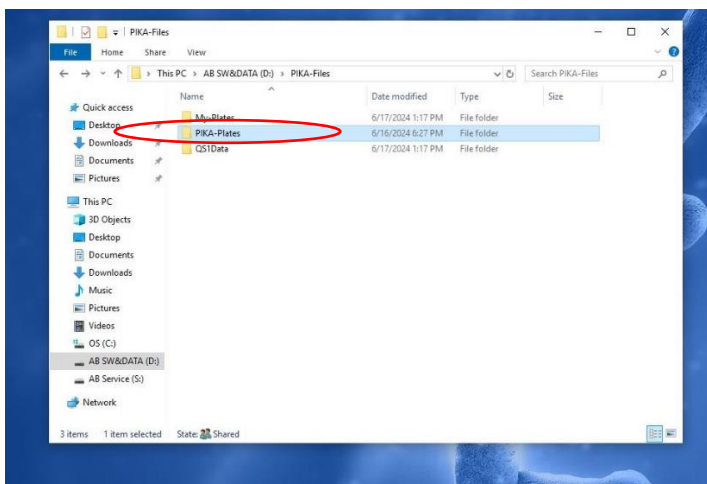 PIKA-Files
File Home Share View
This PC > AB SW&DATA (D:) > PIKA-Files
Search PIKA-Files
Name Date modified Type Size
Quick access
Desktop
Downloads
Documents
Pictures
This PC
3D Objects
Desktop
Documents
Downloads
Music
Pictures
Videos
OS (C:)
AB SW&DATA (D:)
AB Service (S:)
Network
My-Plates 6/17/2024 1:17 PM File folder
PIKA-Plates 6/16/2024 6:27 PM File folder
QS1Data 6/17/2024 1:17 PM File folder
3 items 1 item selected State: Shared